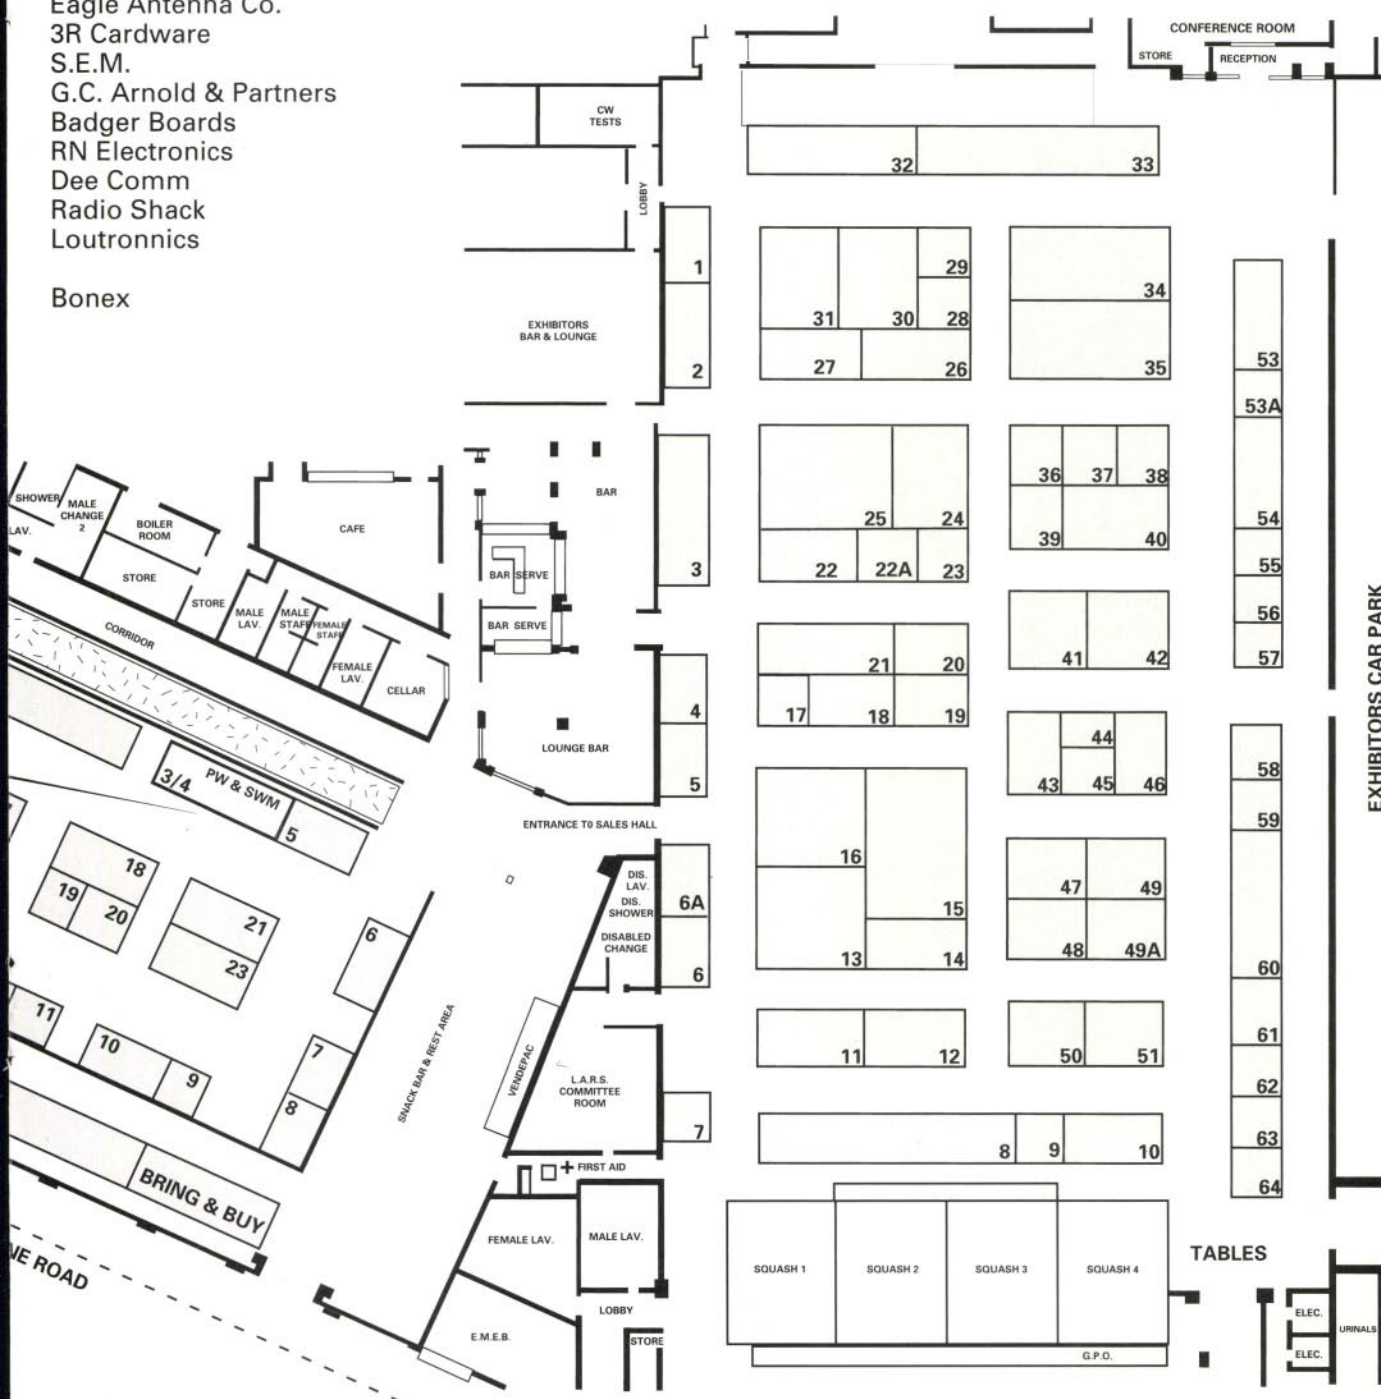 Eagle Antenna Co.
3R Cardware
S.E.M.
G.C. Arnold & Partners
Badger Boards
RN Electronics
Dee Comm
Radio Shack
Loutronnics
Bonex
CONFERENCE ROOM
STORE
RECEPTION
CW
TESTS
LOBBY
32
33
1
2
EXHIBITORS
BAR & LOUNGE
29
31
30
28
27
26
34
35
53
53A
54
55
56
57
EXHIBITORS CAR PARK
SHOWER
MALE
CHANGE
2
LAV.
BOILER
ROOM
STORE
STORE
CAFE
BAR
BAR SERVE
BAR SERVE
3
25
24
22
22A
23
36
37
38
39
40
MALE
LAV.
MALE
STAFF
FEMALE
STAFF
FEMALE
LAV.
CELLAR
CORRIDOR
21
20
17
18
19
41
42
4
5
LOUNGE BAR
44
43
45
46
58
59
60
61
62
63
64
3/4
PW & SWM
5
ENTRANCE TO SALES HALL
16
15
13
14
47
49
48
49A
18
19
20
21
23
6
DIS.
LAV.
DIS.
SHOWER
DISABLED
CHANGE
6A
6
11
10
9
7
8
SNACK BAR & REST AREA
VENDEPAC
L.A.R.S.
COMMITTEE
ROOM
7
11
12
50
51
8
9
10
BRING & BUY
NE ROAD
FIRST AID
FEMALE LAV.
MALE LAV.
LOBBY
STORE
E.M.E.B.
SQUASH 1
SQUASH 2
SQUASH 3
SQUASH 4
G.P.O.
TABLES
ELEC.
ELEC.
URINALS